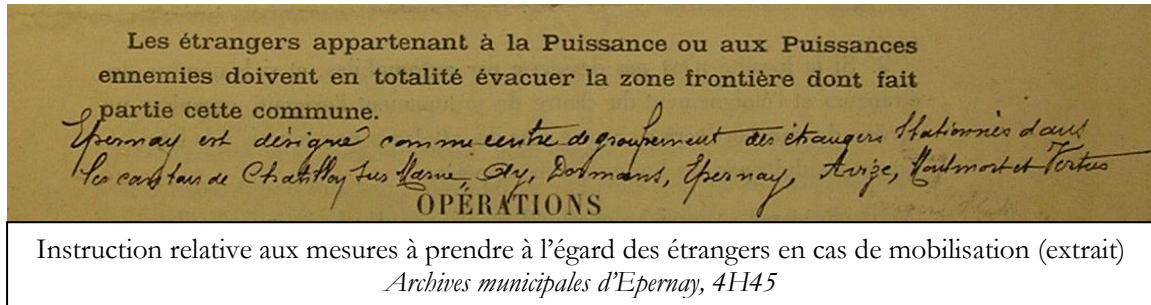 Les étrangers appartenant à la Puissance ou aux Puissances
ennemies doivent en totalité évacuer la zone frontière dont fait
partie cette commune.
Epernay est désigné comme centre de groupement des étrangers stationnés dans
les cantons de Chatillon sur Marne, Ay, Dormans, Epernay, Avize, Montmort et Vertus
OPÉRATIONS
Instruction relative aux mesures à prendre à l'égard des étrangers en cas de mobilisation (extrait)
Archives municipales d'Epernay, 4H45